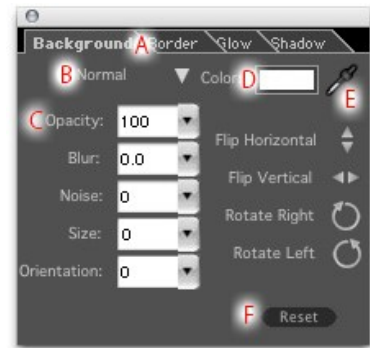 Background A Border Glow Shadow
B Normal Color D E
C Opacity: 100
Blur: 0.0
Noise: 0
Size: 0
Orientation: 0
Flip Horizontal
Flip Vertical
Rotate Right
Rotate Left
F Reset